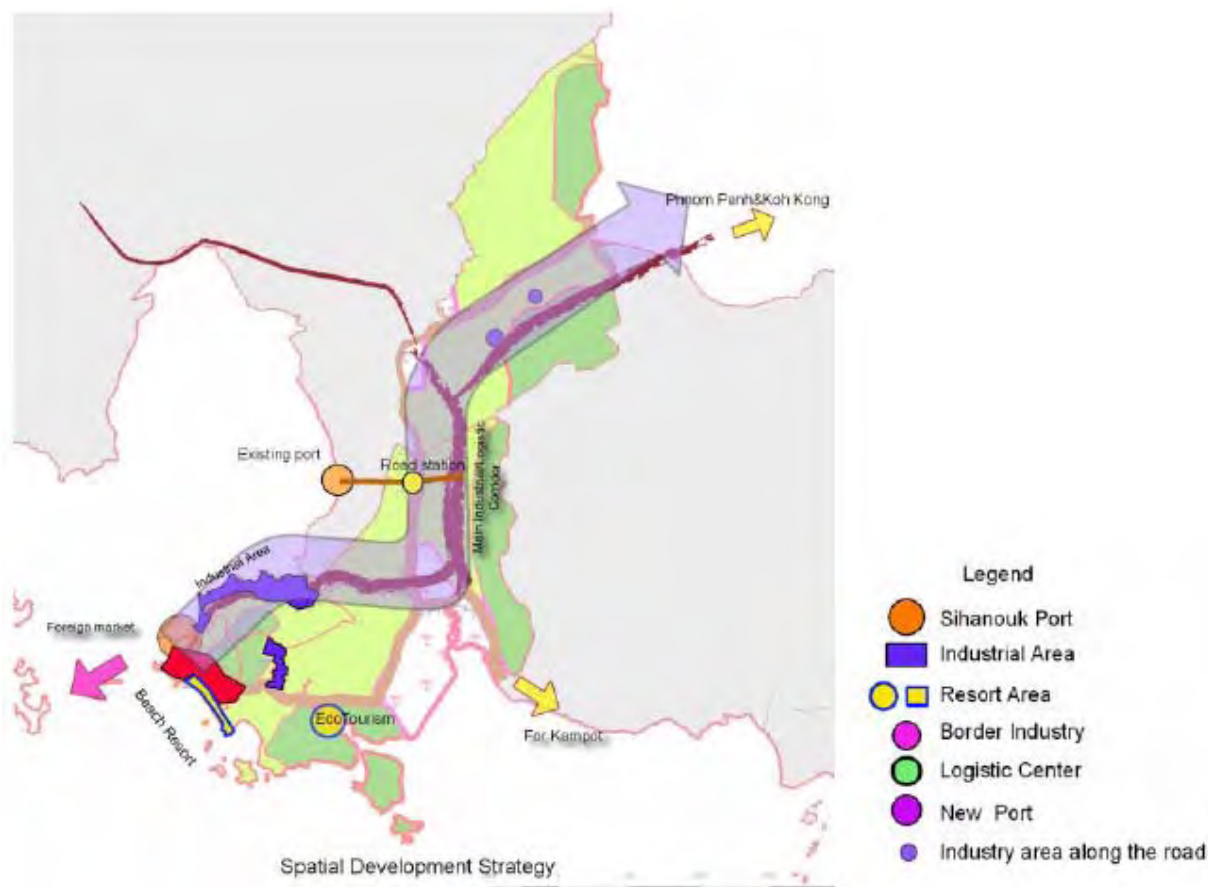 Phnom Penh&Koh Kong
Existing port
Road station
Main Industrial/Logastic
Corridor
Industrial Area
Foreign market
Beach Resort
EcoTourism
For Kampot
Spatial Development Strategy
Legend
Sihanouk Port
Industrial Area
Resort Area
Border Industry
Logistic Center
New Port
Industry area along the road